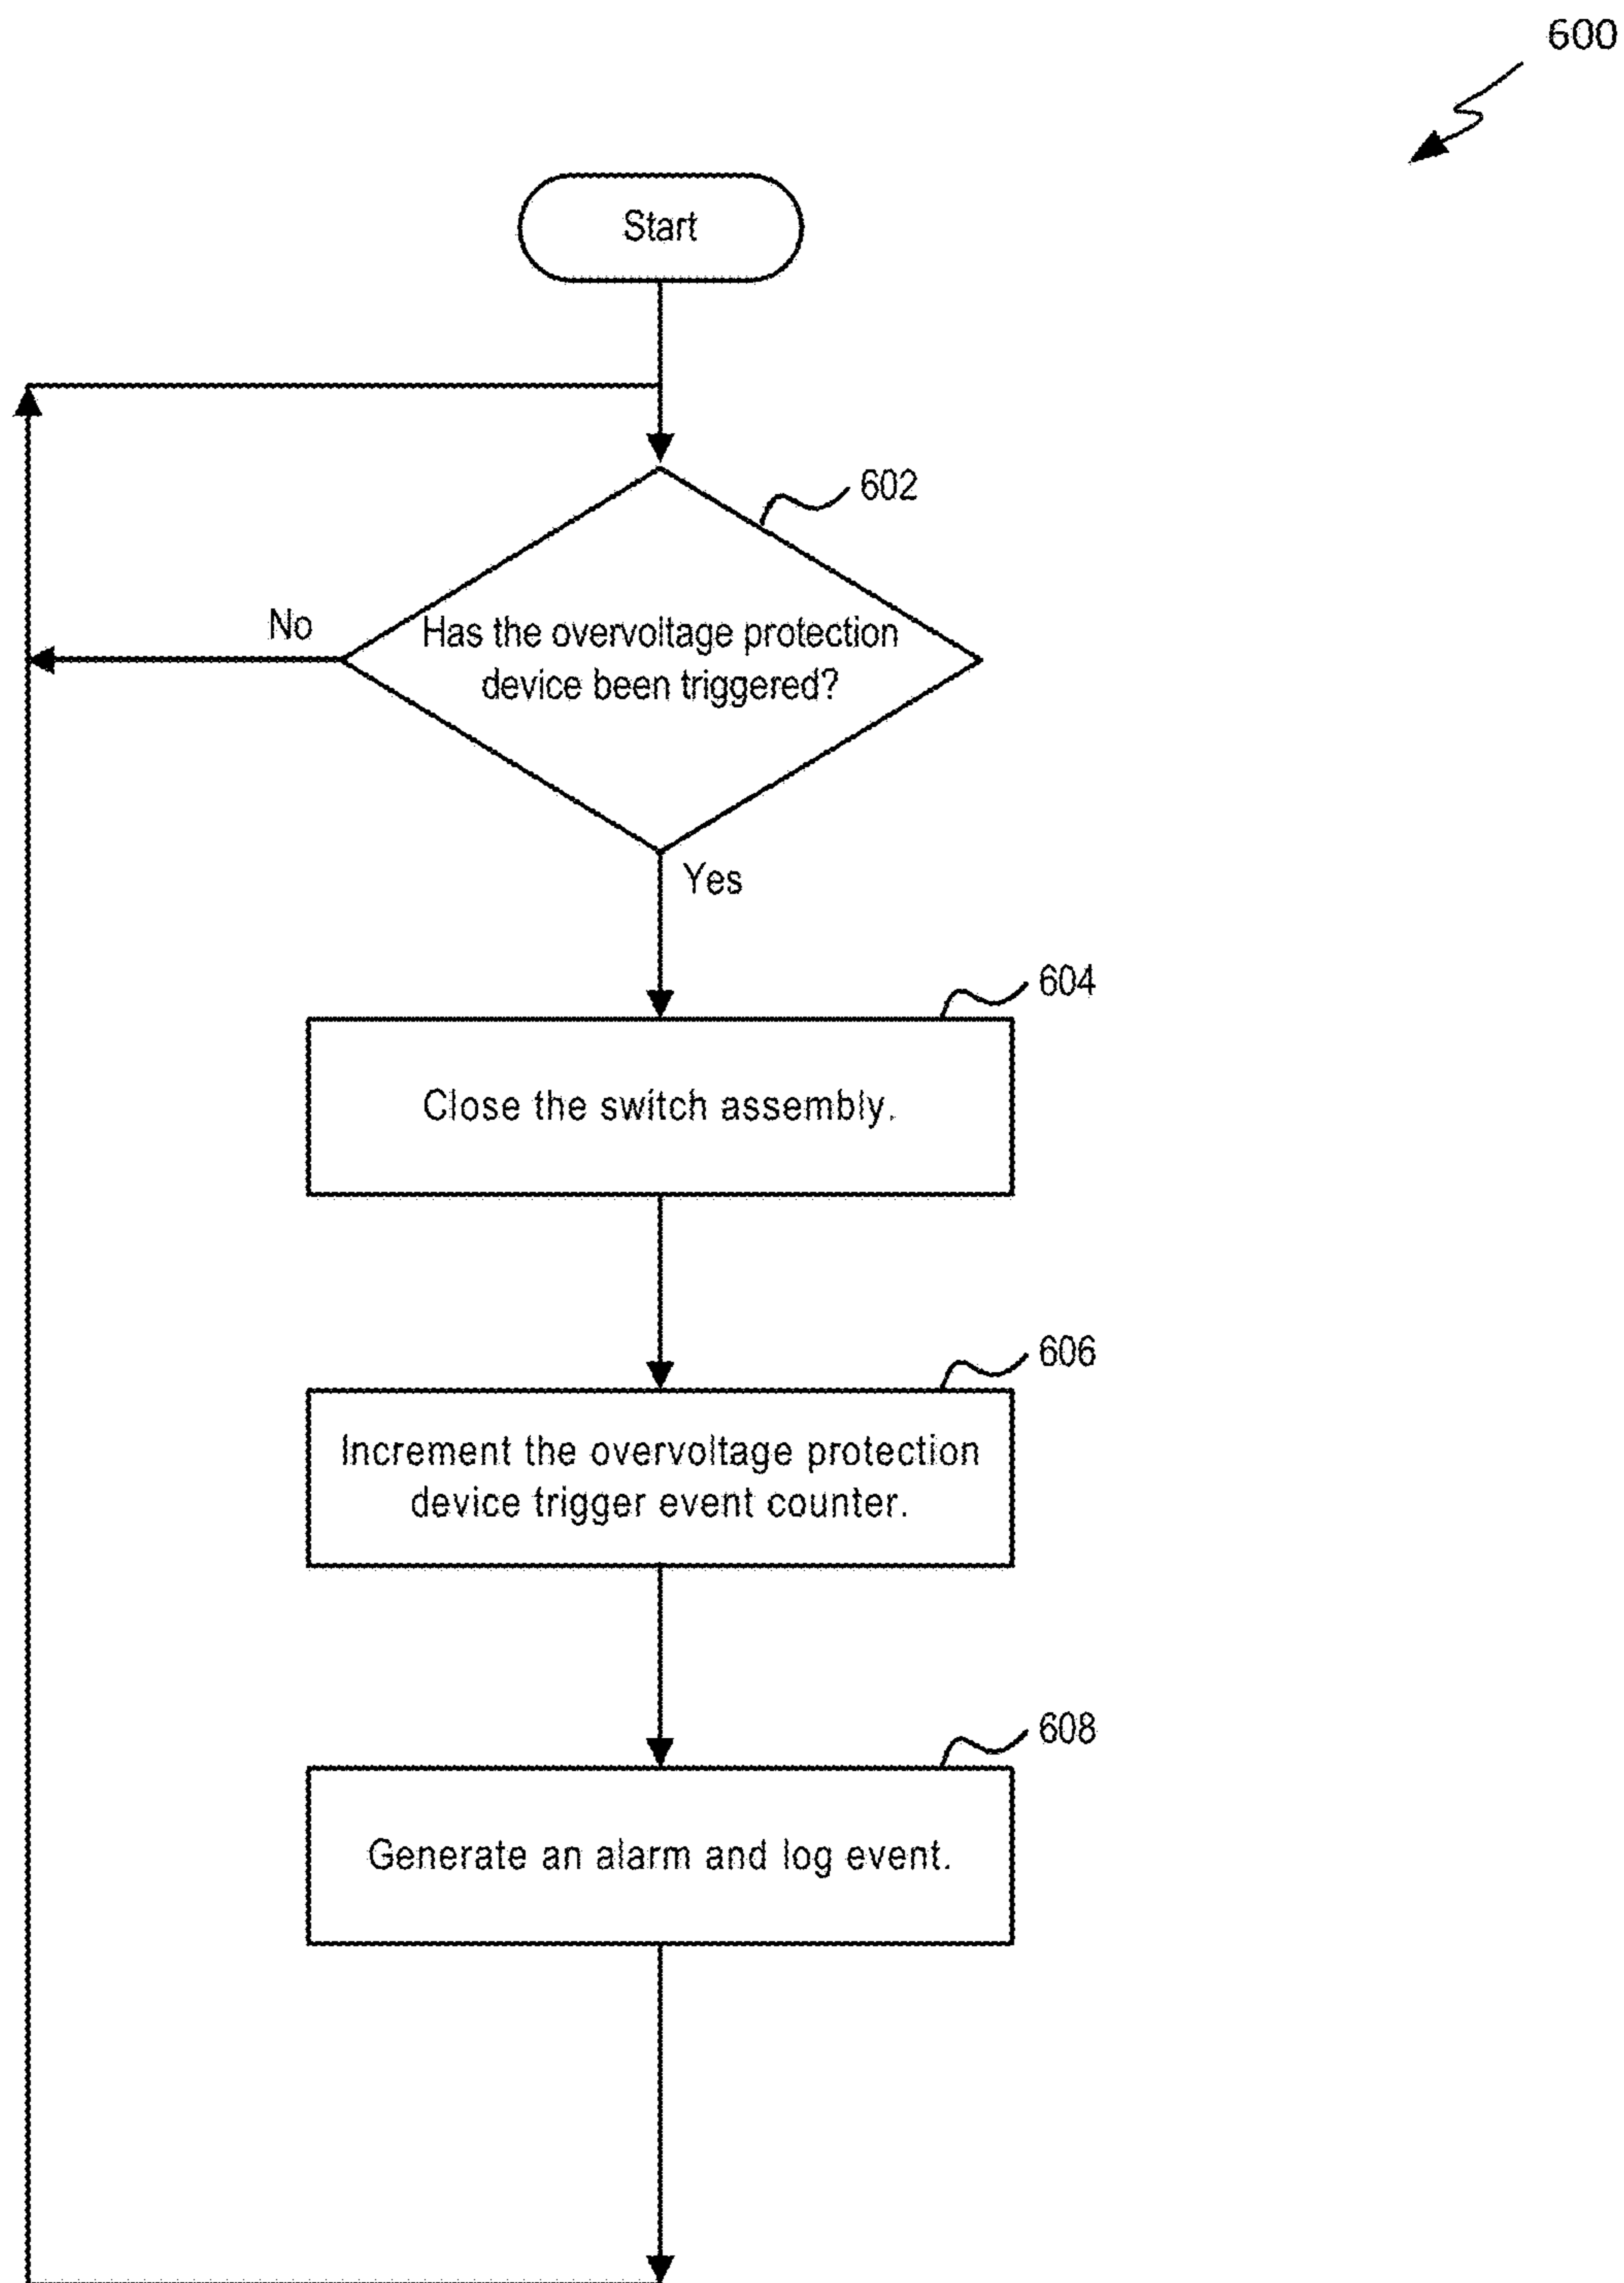 600
Start
602
No
Has the overvoltage protection
device been triggered?
Yes
604
Close the switch assembly.
606
Increment the overvoltage protection
device trigger event counter.
608
Generate an alarm and log event.